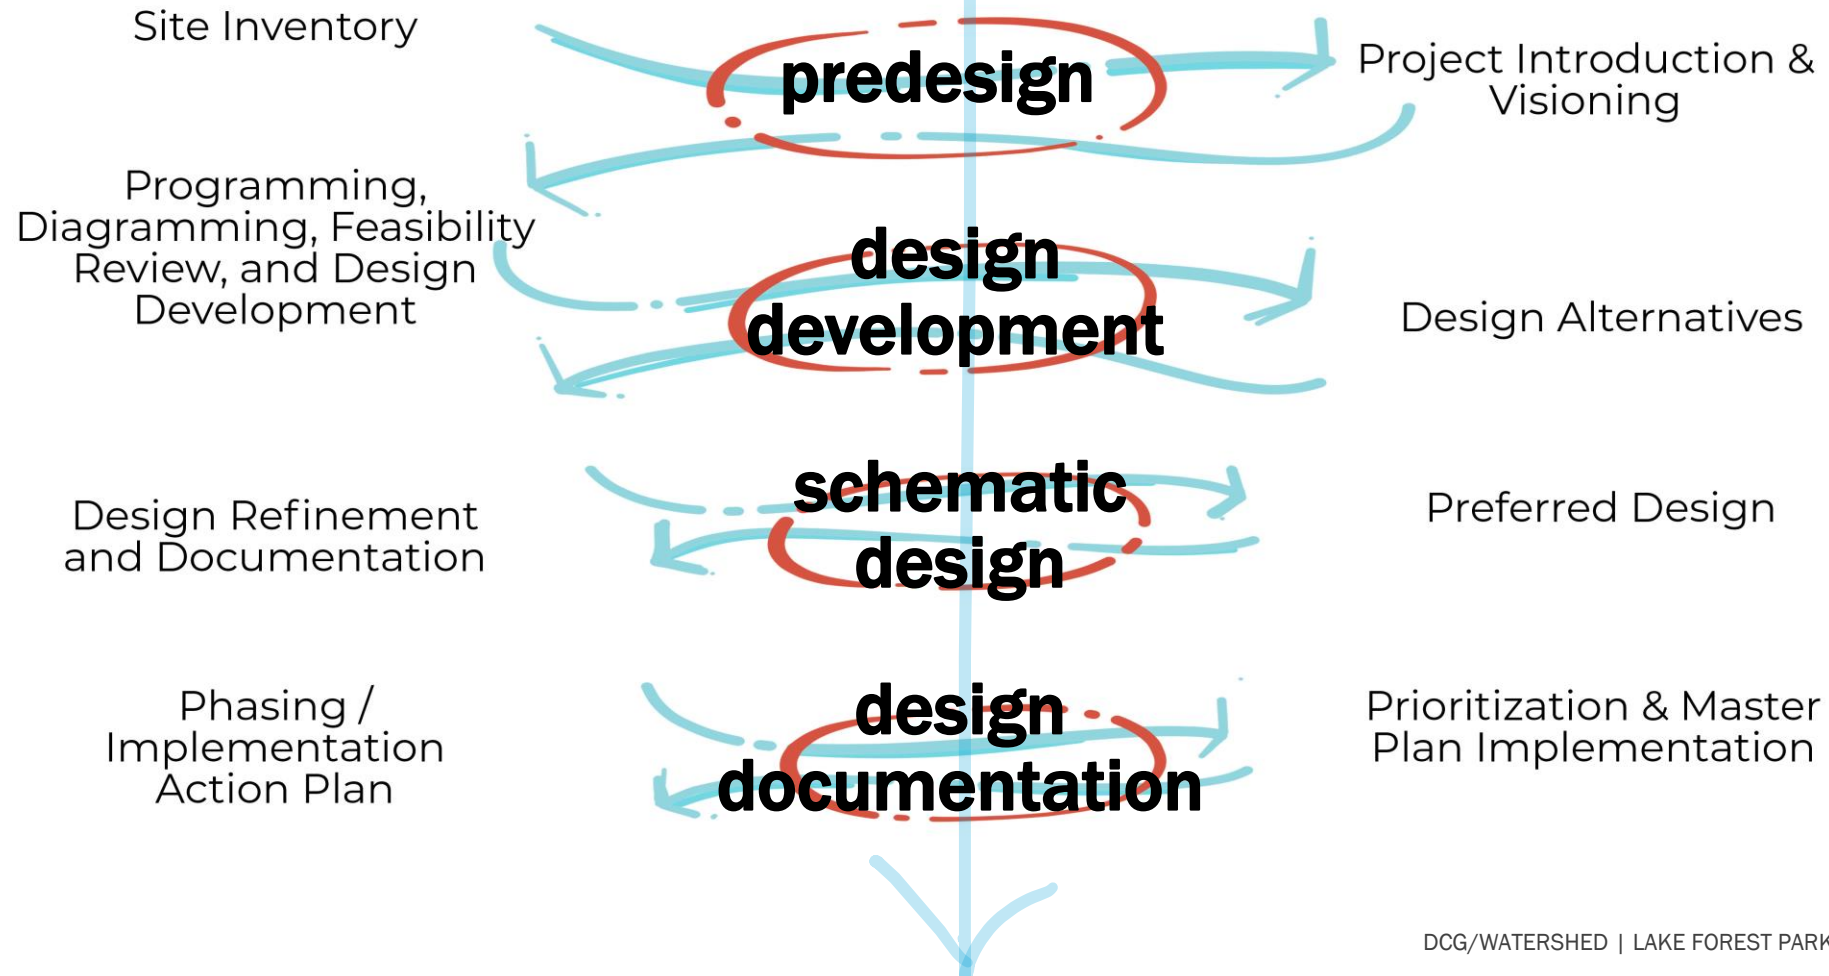 Site Inventory
predesign
Project Introduction &
Visioning
Programming,
Diagramming, Feasibility
Review, and Design
Development
design
development
Design Alternatives
Design Refinement
and Documentation
schematic
design
Preferred Design
Phasing /
Implementation
Action Plan
design
documentation
Prioritization & Master
Plan Implementation
DCG/WATERSHED | LAKE FOREST PARK